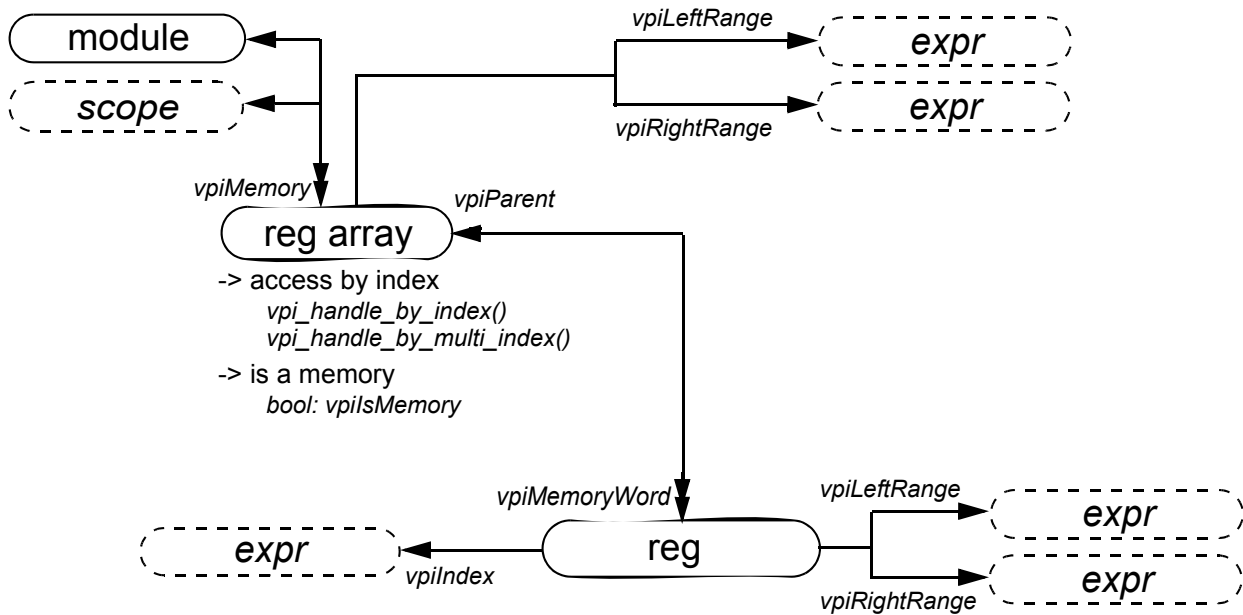 module
scope
vpiLeftRange
expr
expr
vpiRightRange
vpiMemory
vpiParent
reg array
-> access by index
vpi_handle_by_index()
vpi_handle_by_multi_index()
-> is a memory
bool: vpiIsMemory
vpiMemoryWord
vpiLeftRange
expr
expr
reg
vpiIndex
expr
vpiRightRange